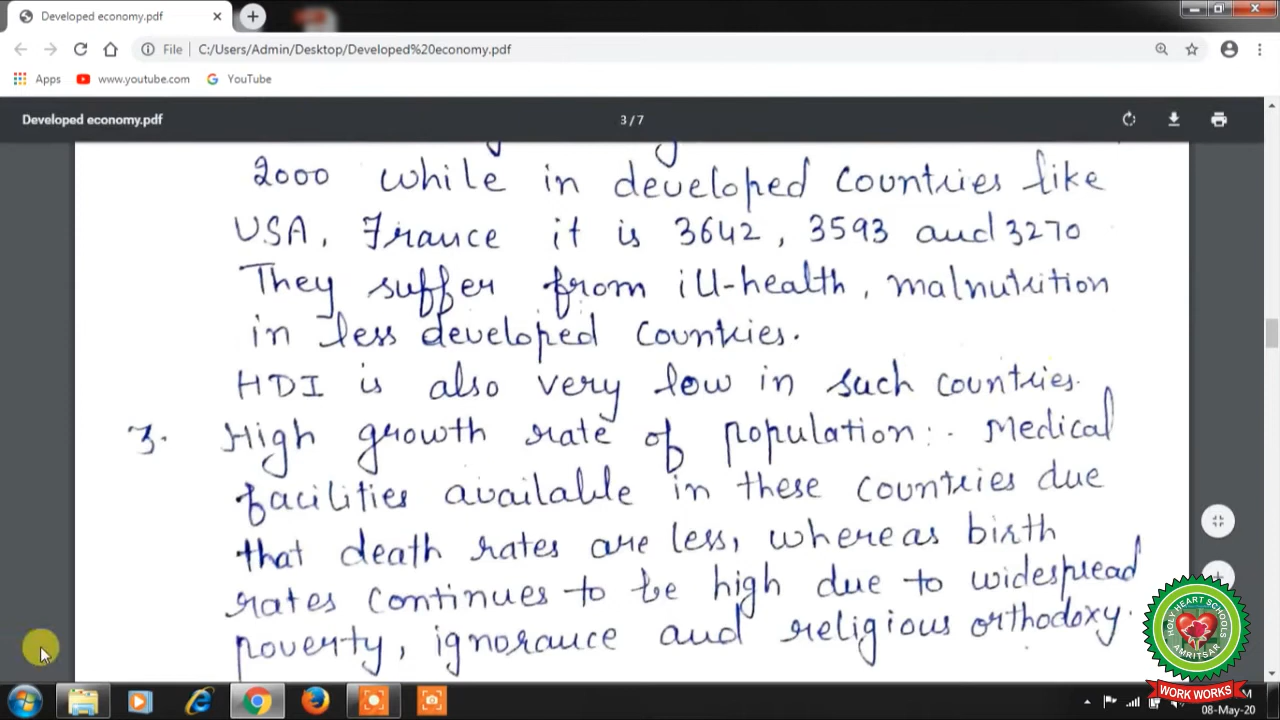 Developed economy.pdf
File C:/Users/Admin/Desktop/Developed%20economy.pdf
Apps www.youtube.com YouTube
Developed economy.pdf 3 / 7
2000 while in developed countries like
USA, France it is 3642, 3593 and 3270
They suffer from ill-health, malnutrition
in less developed countries.
HDI is also very low in such countries.
3. High growth rate of population:- Medical
facilities available in these countries due
that death rates are less, whereas birth
rates continues to be high due to widespread
poverty, ignorance and religious orthodoxy.
HOLY HEART SCHOOLS
AMRITSAR
WORK WORKS
08-May-20